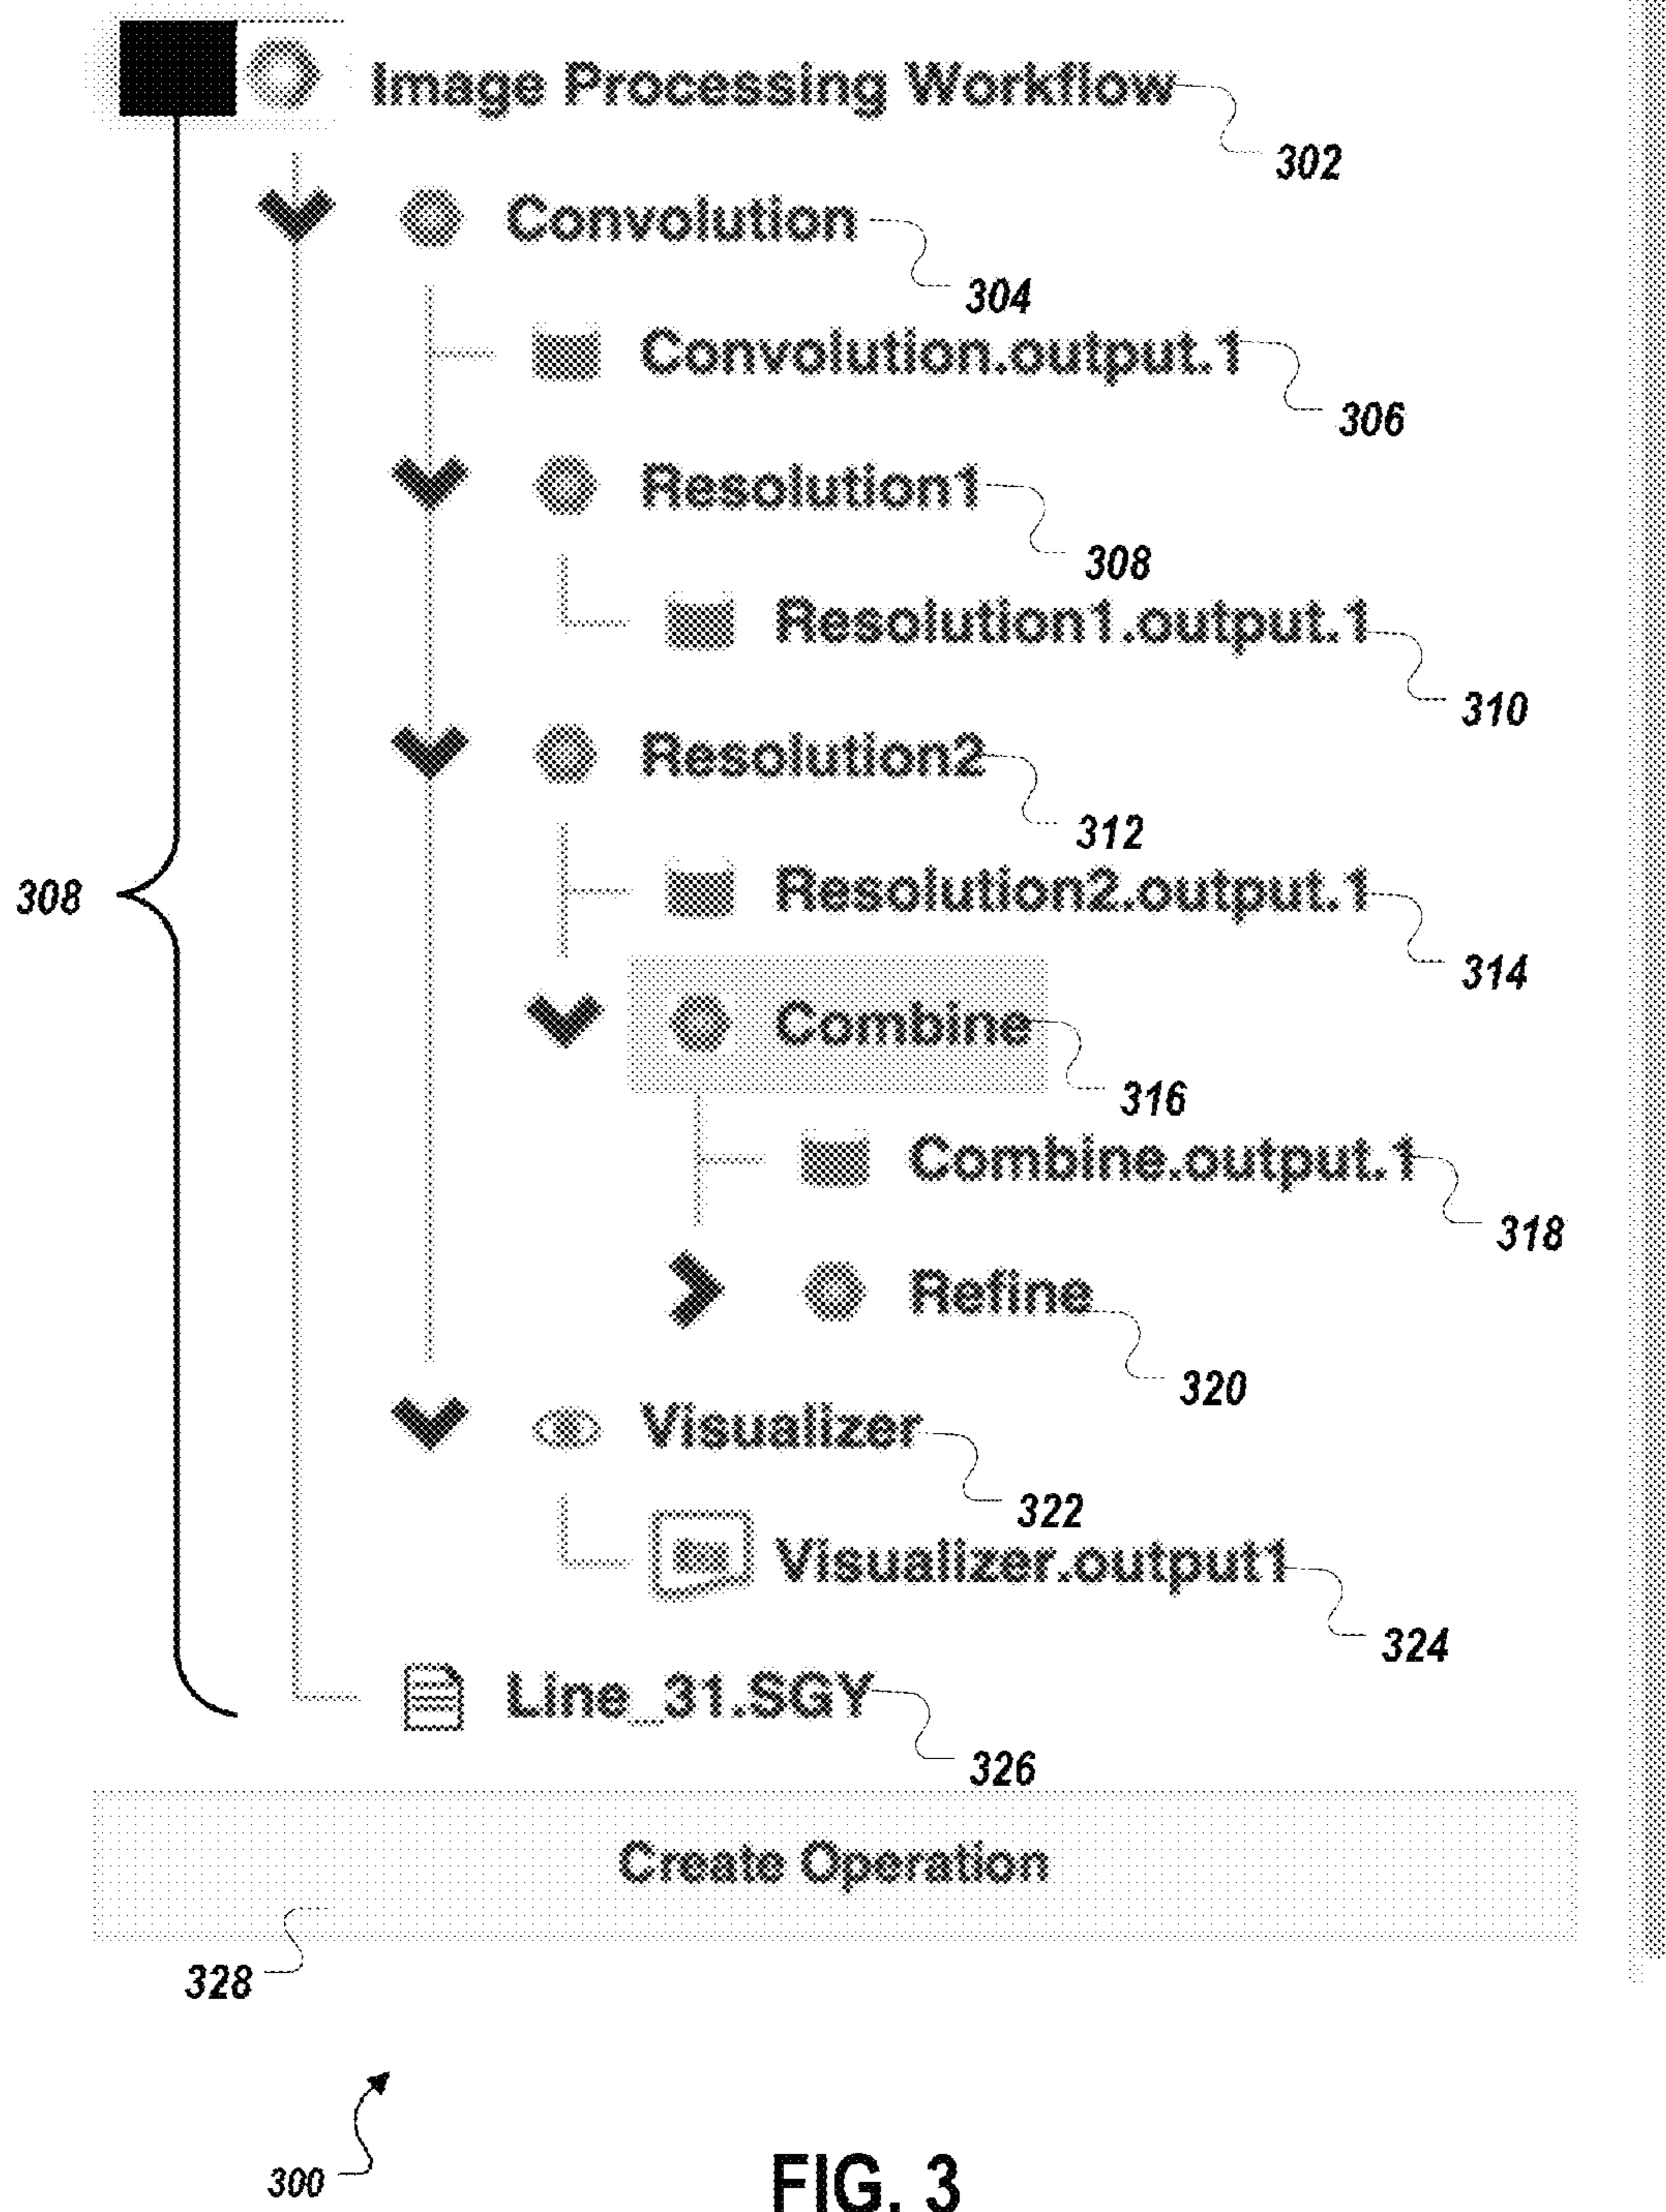 Image Processing Workflow
302
Convolution
304
Convolution.output.1
306
Resolution1
308
Resolution1.output.1
310
Resolution2
312
308
Resolution2.output.1
314
Combine
316
Combine.output.1
318
Refine
320
Visualizer
322
Visualizer.output1
324
Line_31.SGY
326
Create Operation
328
300
FIG. 3